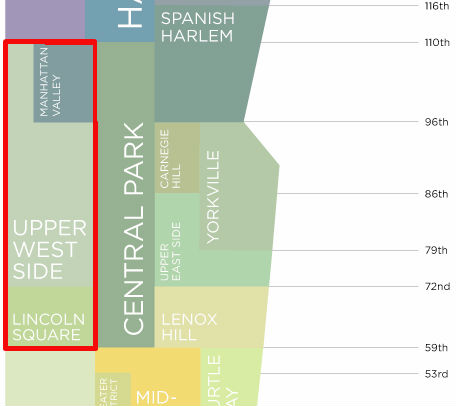 116th
HA
SPANISH
HARLEM
110th
MANHATTAN
VALLEY
96th
CENTRAL PARK
CARNEGIE
HILL
YORKVILLE
86th
UPPER
WEST
SIDE
UPPER
EAST SIDE
79th
72nd
LINCOLN
SQUARE
LENOX
HILL
59th
53rd
MID-